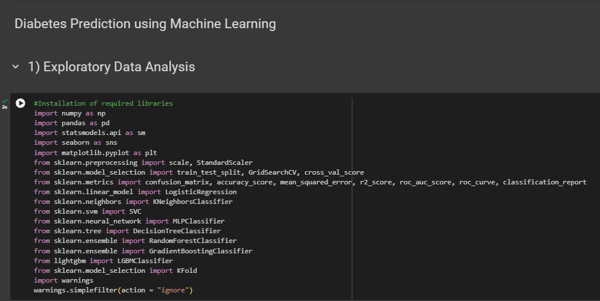 Diabetes Prediction using Machine Learning
1) Exploratory Data Analysis
#Installation of required libraries
import numpy as np
import pandas as pd
import statsmodels.api as sm
import seaborn as sns
import matplotlib.pyplot as plt
from sklearn.preprocessing import scale, StandardScaler
from sklearn.model_selection import train_test_split, GridSearchCV, cross_val_score
from sklearn.metrics import confusion_matrix, accuracy_score, mean_squared_error, r2_score, roc_auc_score, roc_curve, classification_report
from sklearn.linear_model import LogisticRegression
from sklearn.neighbors import KNeighborsClassifier
from sklearn.svm import SVC
from sklearn.neural_network import MLPClassifier
from sklearn.tree import DecisionTreeClassifier
from sklearn.ensemble import RandomForestClassifier
from sklearn.ensemble import GradientBoostingClassifier
from lightgbm import LGBMClassifier
from sklearn.model_selection import KFold
import warnings
warnings.simplefilter(action = "ignore")